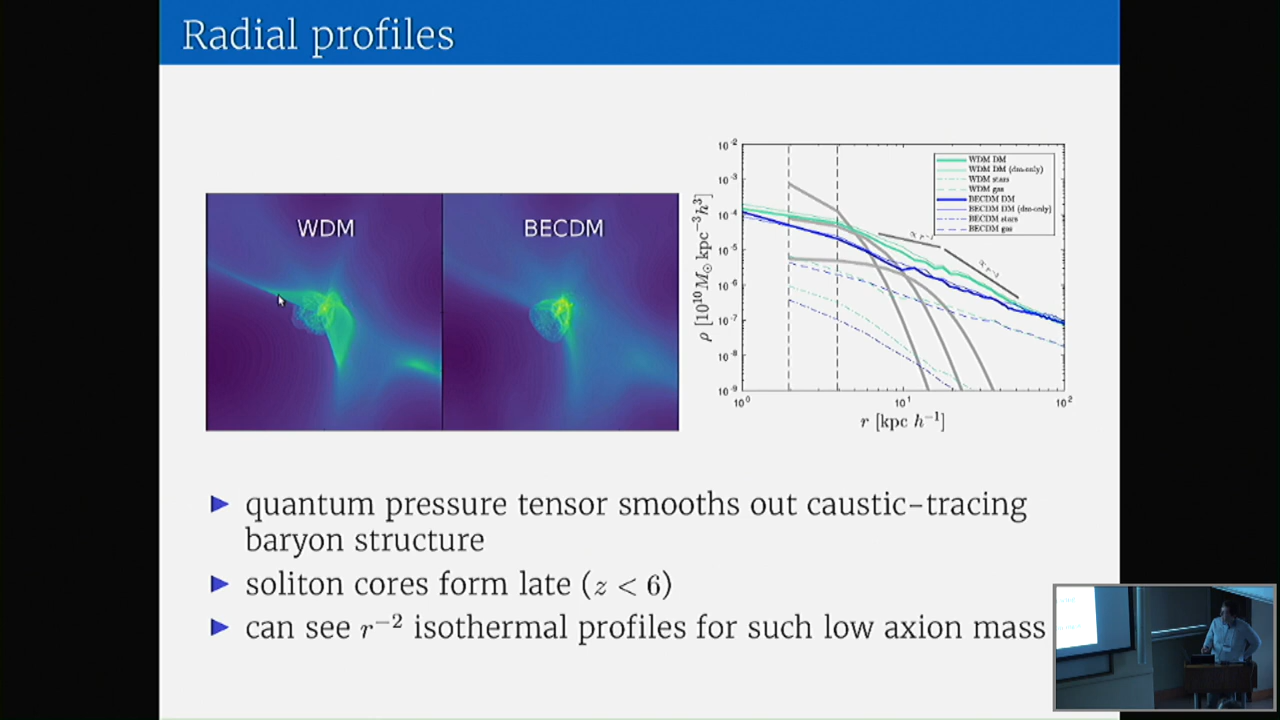 Radial profiles
WDM
BECDM
10^-2
10^-3
10^-4
10^-5
10^-6
10^-7
10^-8
10^-9
ρ [10^10 M⊙ kpc^-3 h^3]
WDM DM
WDM DM (dm-only)
WDM stars
WDM gas
BECDM DM
BECDM DM (dm-only)
BECDM stars
BECDM gas
10^0
10^1
10^2
r [kpc h^-1]
▶ quantum pressure tensor smooths out caustic-tracing
baryon structure
▶ soliton cores form late (z < 6)
▶ can see r^-2 isothermal profiles for such low axion mass